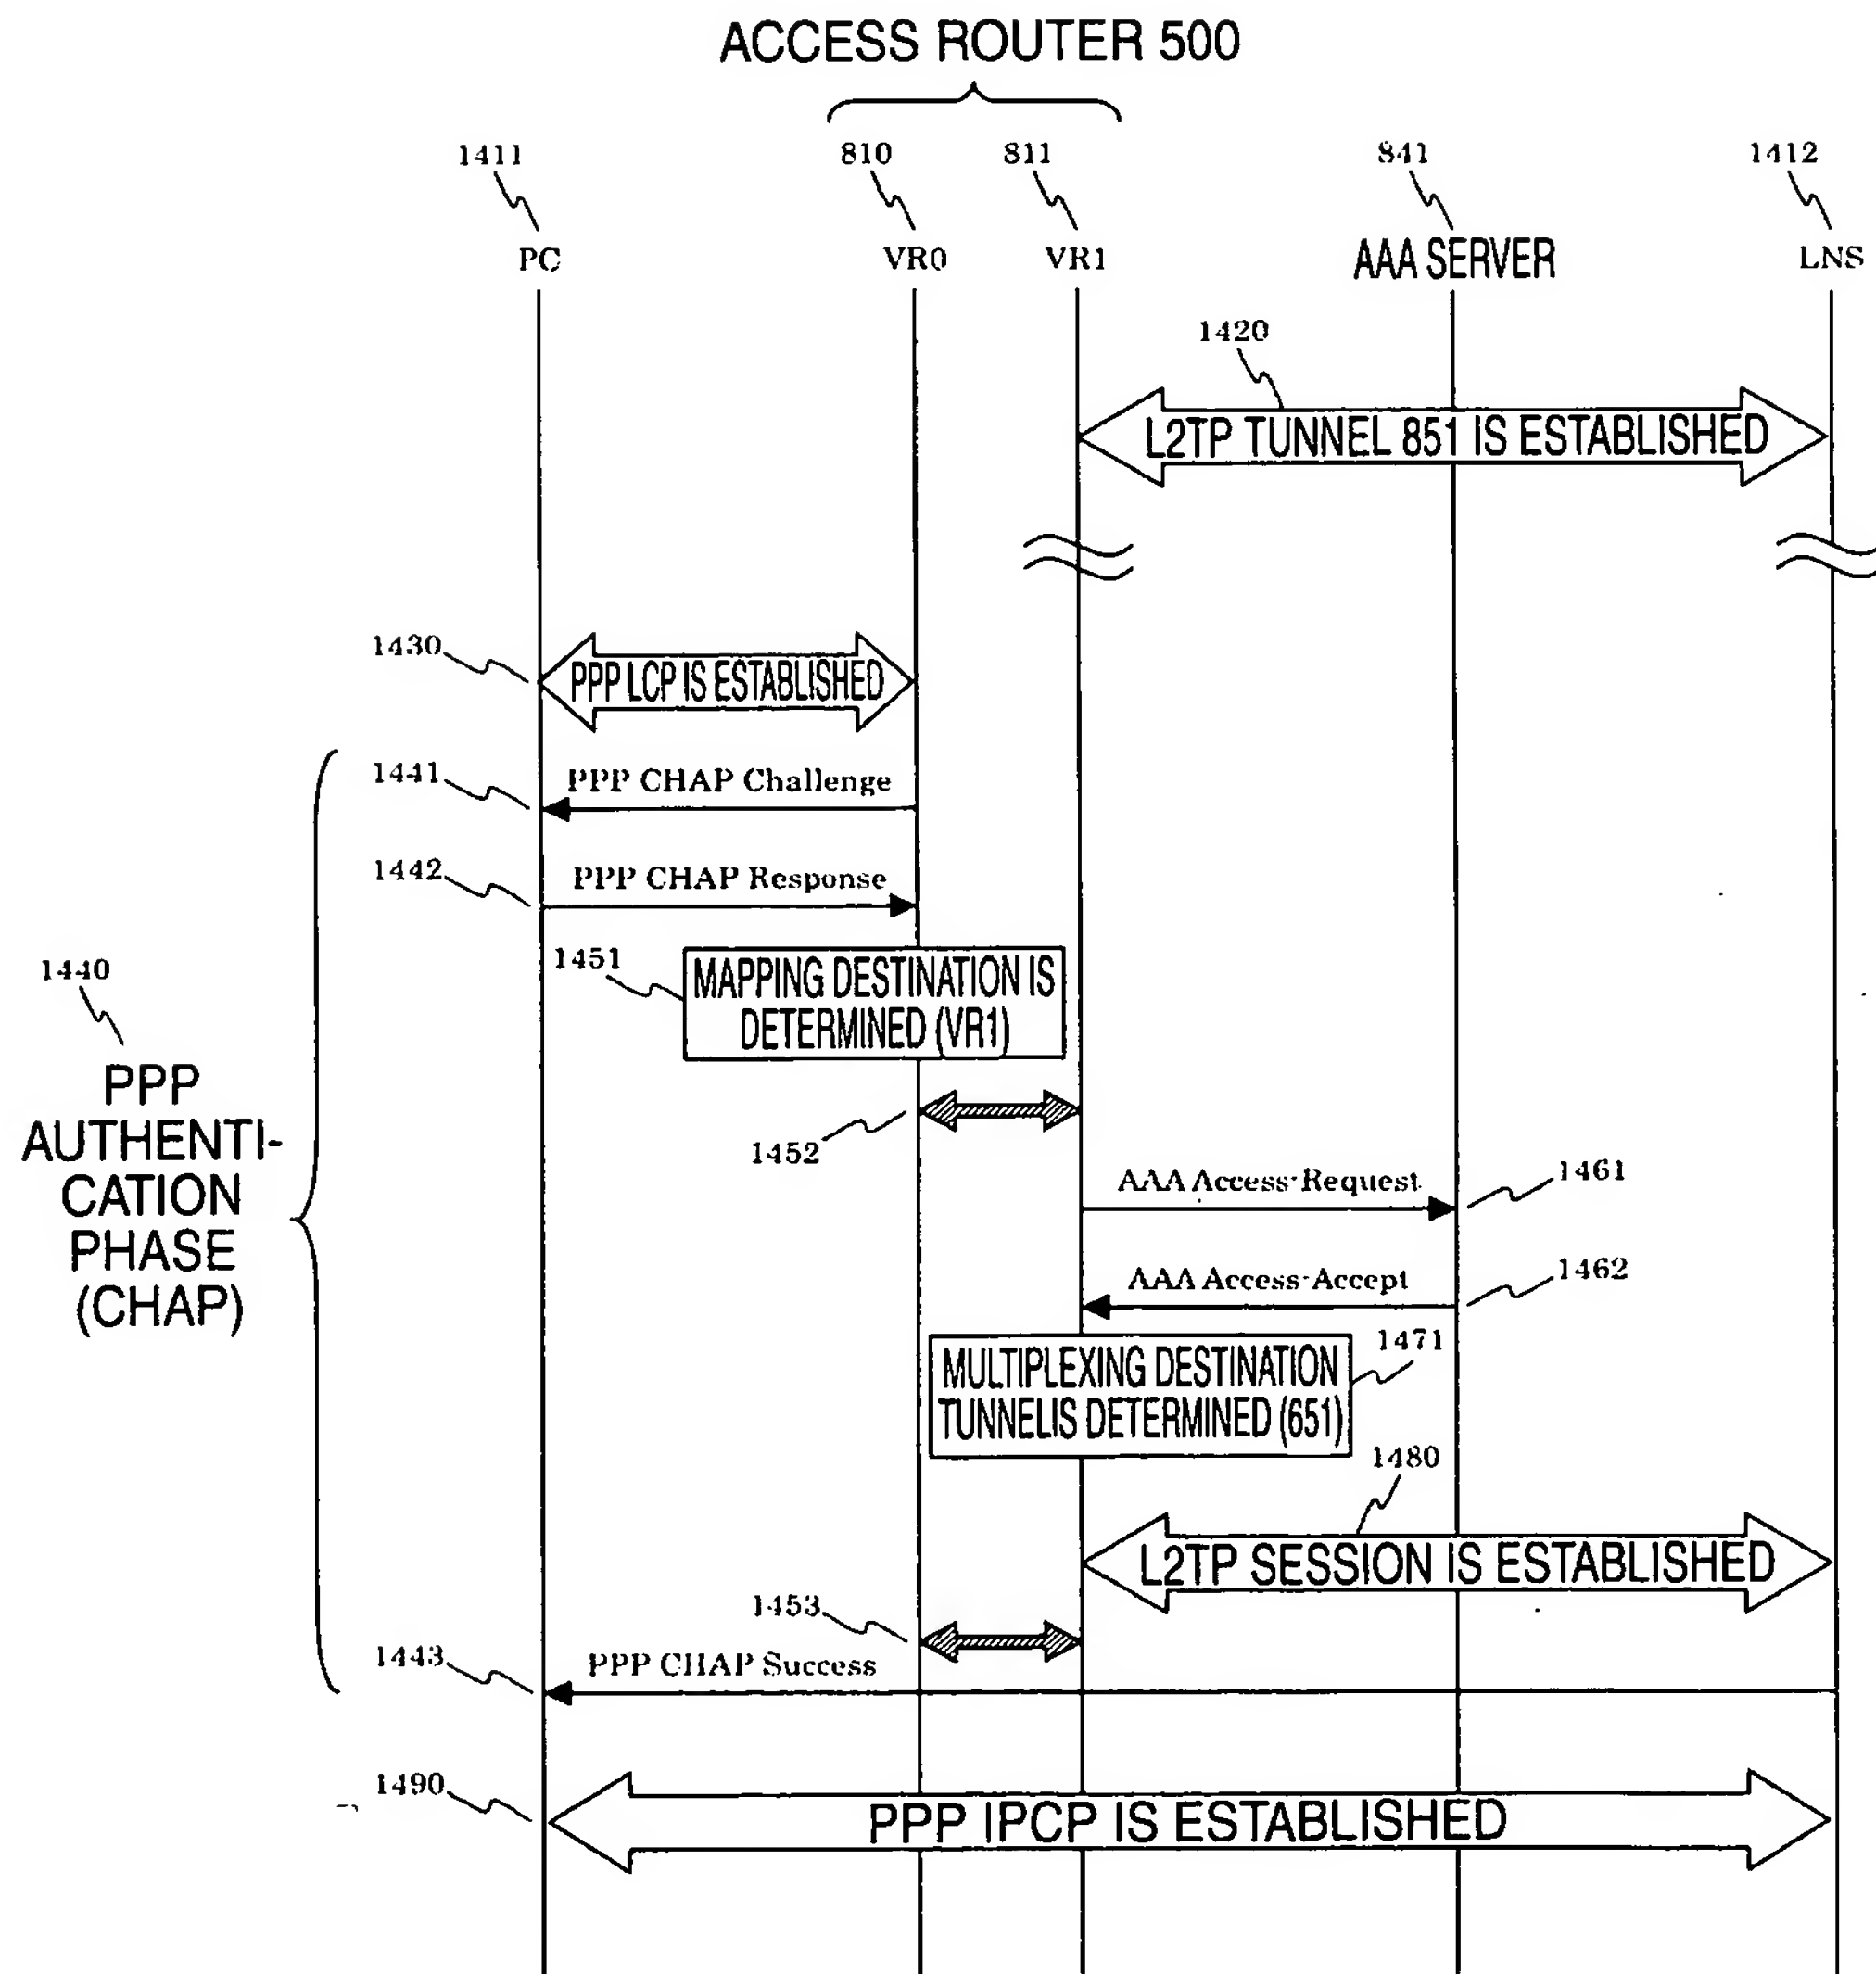 ACCESS ROUTER 500
1411
810
811
841
1412
PC
VR0
VR1
AAA SERVER
LNS
1420
L2TP TUNNEL 851 IS ESTABLISHED
1430
PPP LCP IS ESTABLISHED
1441
PPP CHAP Challenge
1442
PPP CHAP Response
1440
PPP
AUTHENTI-
CATION
PHASE
(CHAP)
1451
MAPPING DESTINATION IS
DETERMINED (VR1)
1452
AAA Access-Request
1461
AAA Access-Accept
1462
1471
MULTIPLEXING DESTINATION
TUNNELIS DETERMINED (651)
1480
L2TP SESSION IS ESTABLISHED
1453
1443
PPP CHAP Success
1490
PPP IPCP IS ESTABLISHED